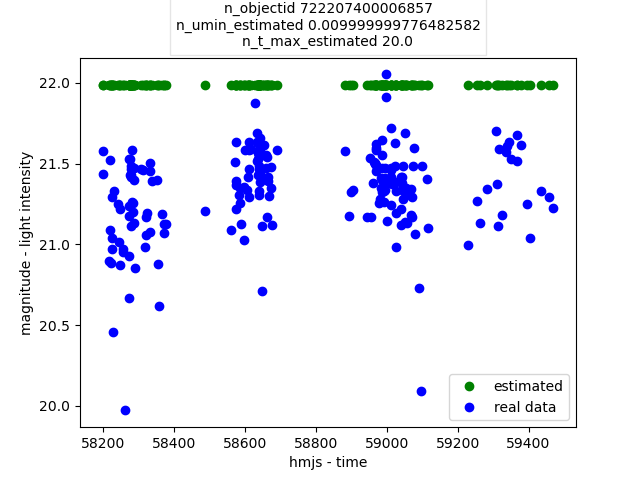 n_objectid 722207400006857
n_umin_estimated 0.009999999776482582
n_t_max_estimated 20.0
22.0
21.5
21.0
20.5
20.0
magnitude - light intensity
estimated
real data
58200 58400 58600 58800 59000 59200 59400
hmjs - time